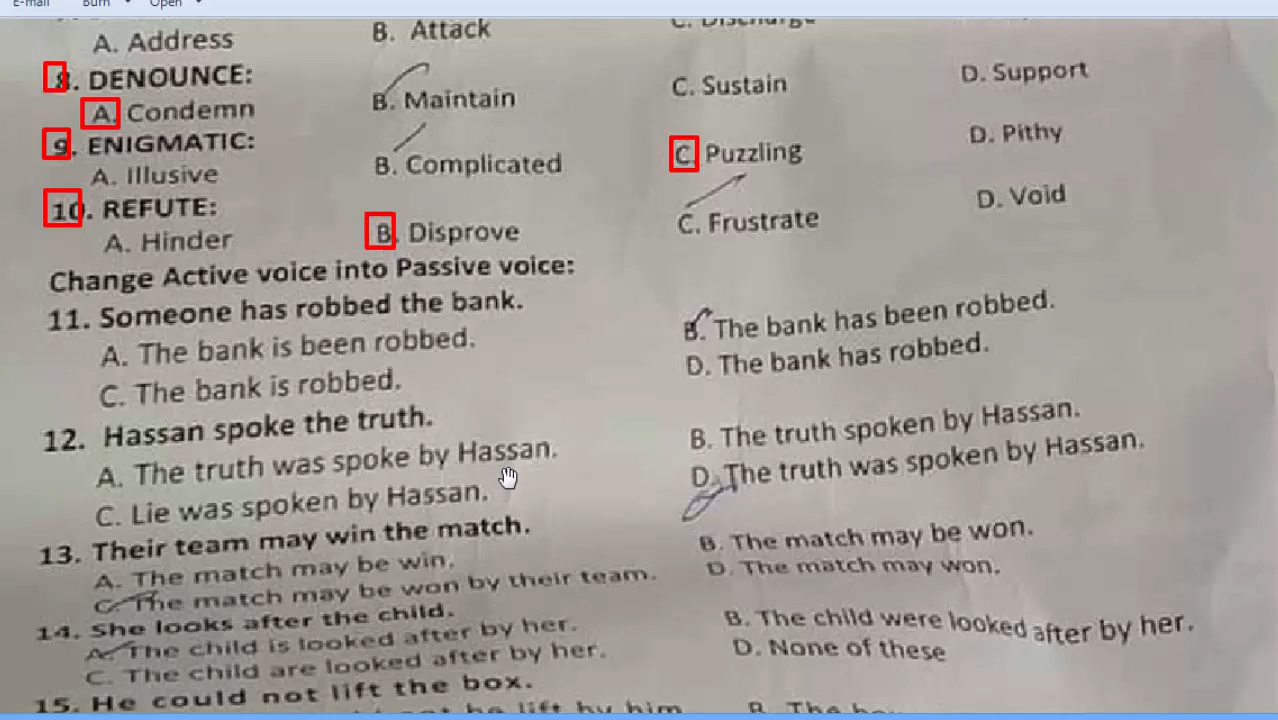 E-mail Burn Open
A. Address B. Attack C. Discharge
8. DENOUNCE:
A. Condemn B. Maintain C. Sustain D. Support
9. ENIGMATIC:
A. Illusive B. Complicated C. Puzzling D. Pithy
10. REFUTE:
A. Hinder B. Disprove C. Frustrate D. Void
Change Active voice into Passive voice:
11. Someone has robbed the bank.
A. The bank is been robbed. B. The bank has been robbed.
C. The bank is robbed. D. The bank has robbed.
12. Hassan spoke the truth.
A. The truth was spoke by Hassan. B. The truth spoken by Hassan.
C. Lie was spoken by Hassan. D. The truth was spoken by Hassan.
13. Their team may win the match.
A. The match may be win. B. The match may be won.
C. The match may be won by their team. D. The match may won.
14. She looks after the child.
A. The child is looked after by her. B. The child were looked after by her.
C. The child are looked after by her. D. None of these
15. He could not lift the box.
be lift by him B. The